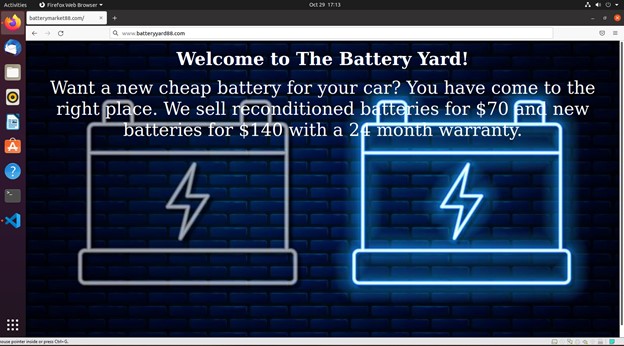 Activities
Firefox Web Browser
Oct 29 17:13
batterymarket88.com/
www.batteryyard88.com
Welcome to The Battery Yard!
Want a new cheap battery for your car? You have come to the
right place. We sell reconditioned batteries for $70 and new
batteries for $140 with a 24 month warranty.
ouse pointer inside or press Ctrl+G.